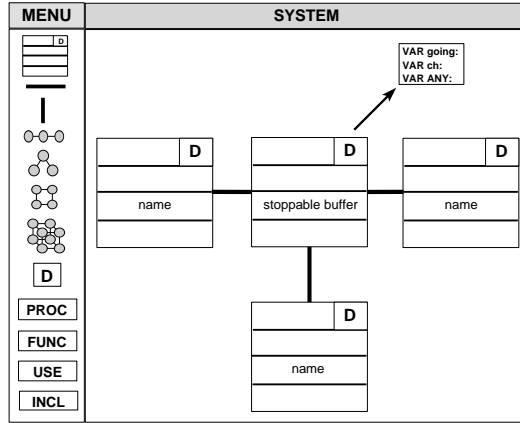 MENU
SYSTEM
D
VAR going:
VAR ch:
VAR ANY:
D
D
D
name
stoppable buffer
name
D
PROC
D
FUNC
name
USE
INCL